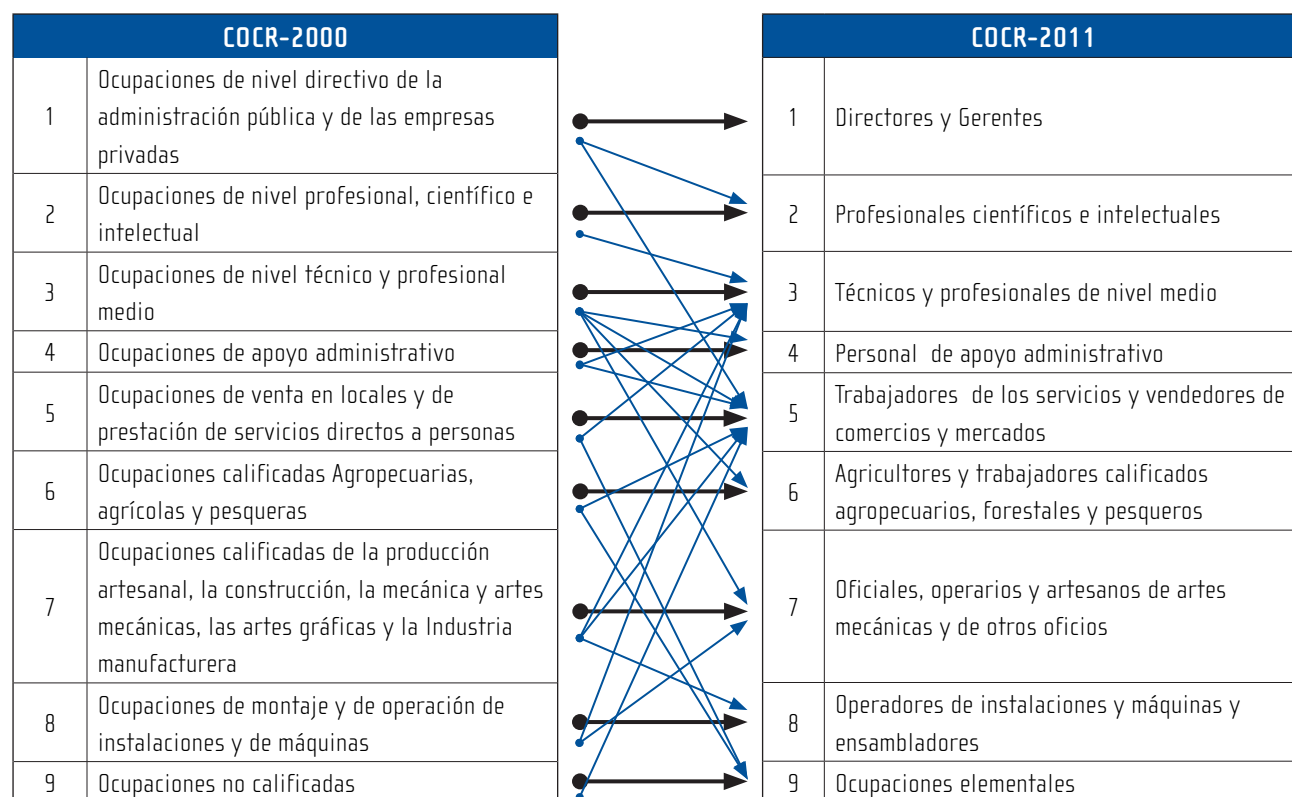 COCR-2000
1
Ocupaciones de nivel directivo de la
administración pública y de las empresas
privadas
2
Ocupaciones de nivel profesional, científico e
intelectual
3
Ocupaciones de nivel técnico y profesional
medio
4
Ocupaciones de apoyo administrativo
5
Ocupaciones de venta en locales y de
prestación de servicios directos a personas
6
Ocupaciones calificadas Agropecuarias,
agrícolas y pesqueras
7
Ocupaciones calificadas de la producción
artesanal, la construcción, la mecánica y artes
mecánicas, las artes gráficas y la Industria
manufacturera
8
Ocupaciones de montaje y de operación de
instalaciones y de máquinas
9
Ocupaciones no calificadas
COCR-2011
1
Directores y Gerentes
2
Profesionales científicos e intelectuales
3
Técnicos y profesionales de nivel medio
4
Personal de apoyo administrativo
5
Trabajadores de los servicios y vendedores de
comercios y mercados
6
Agricultores y trabajadores calificados
agropecuarios, forestales y pesqueros
7
Oficiales, operarios y artesanos de artes
mecánicas y de otros oficios
8
Operadores de instalaciones y máquinas y
ensambladores
9
Ocupaciones elementales